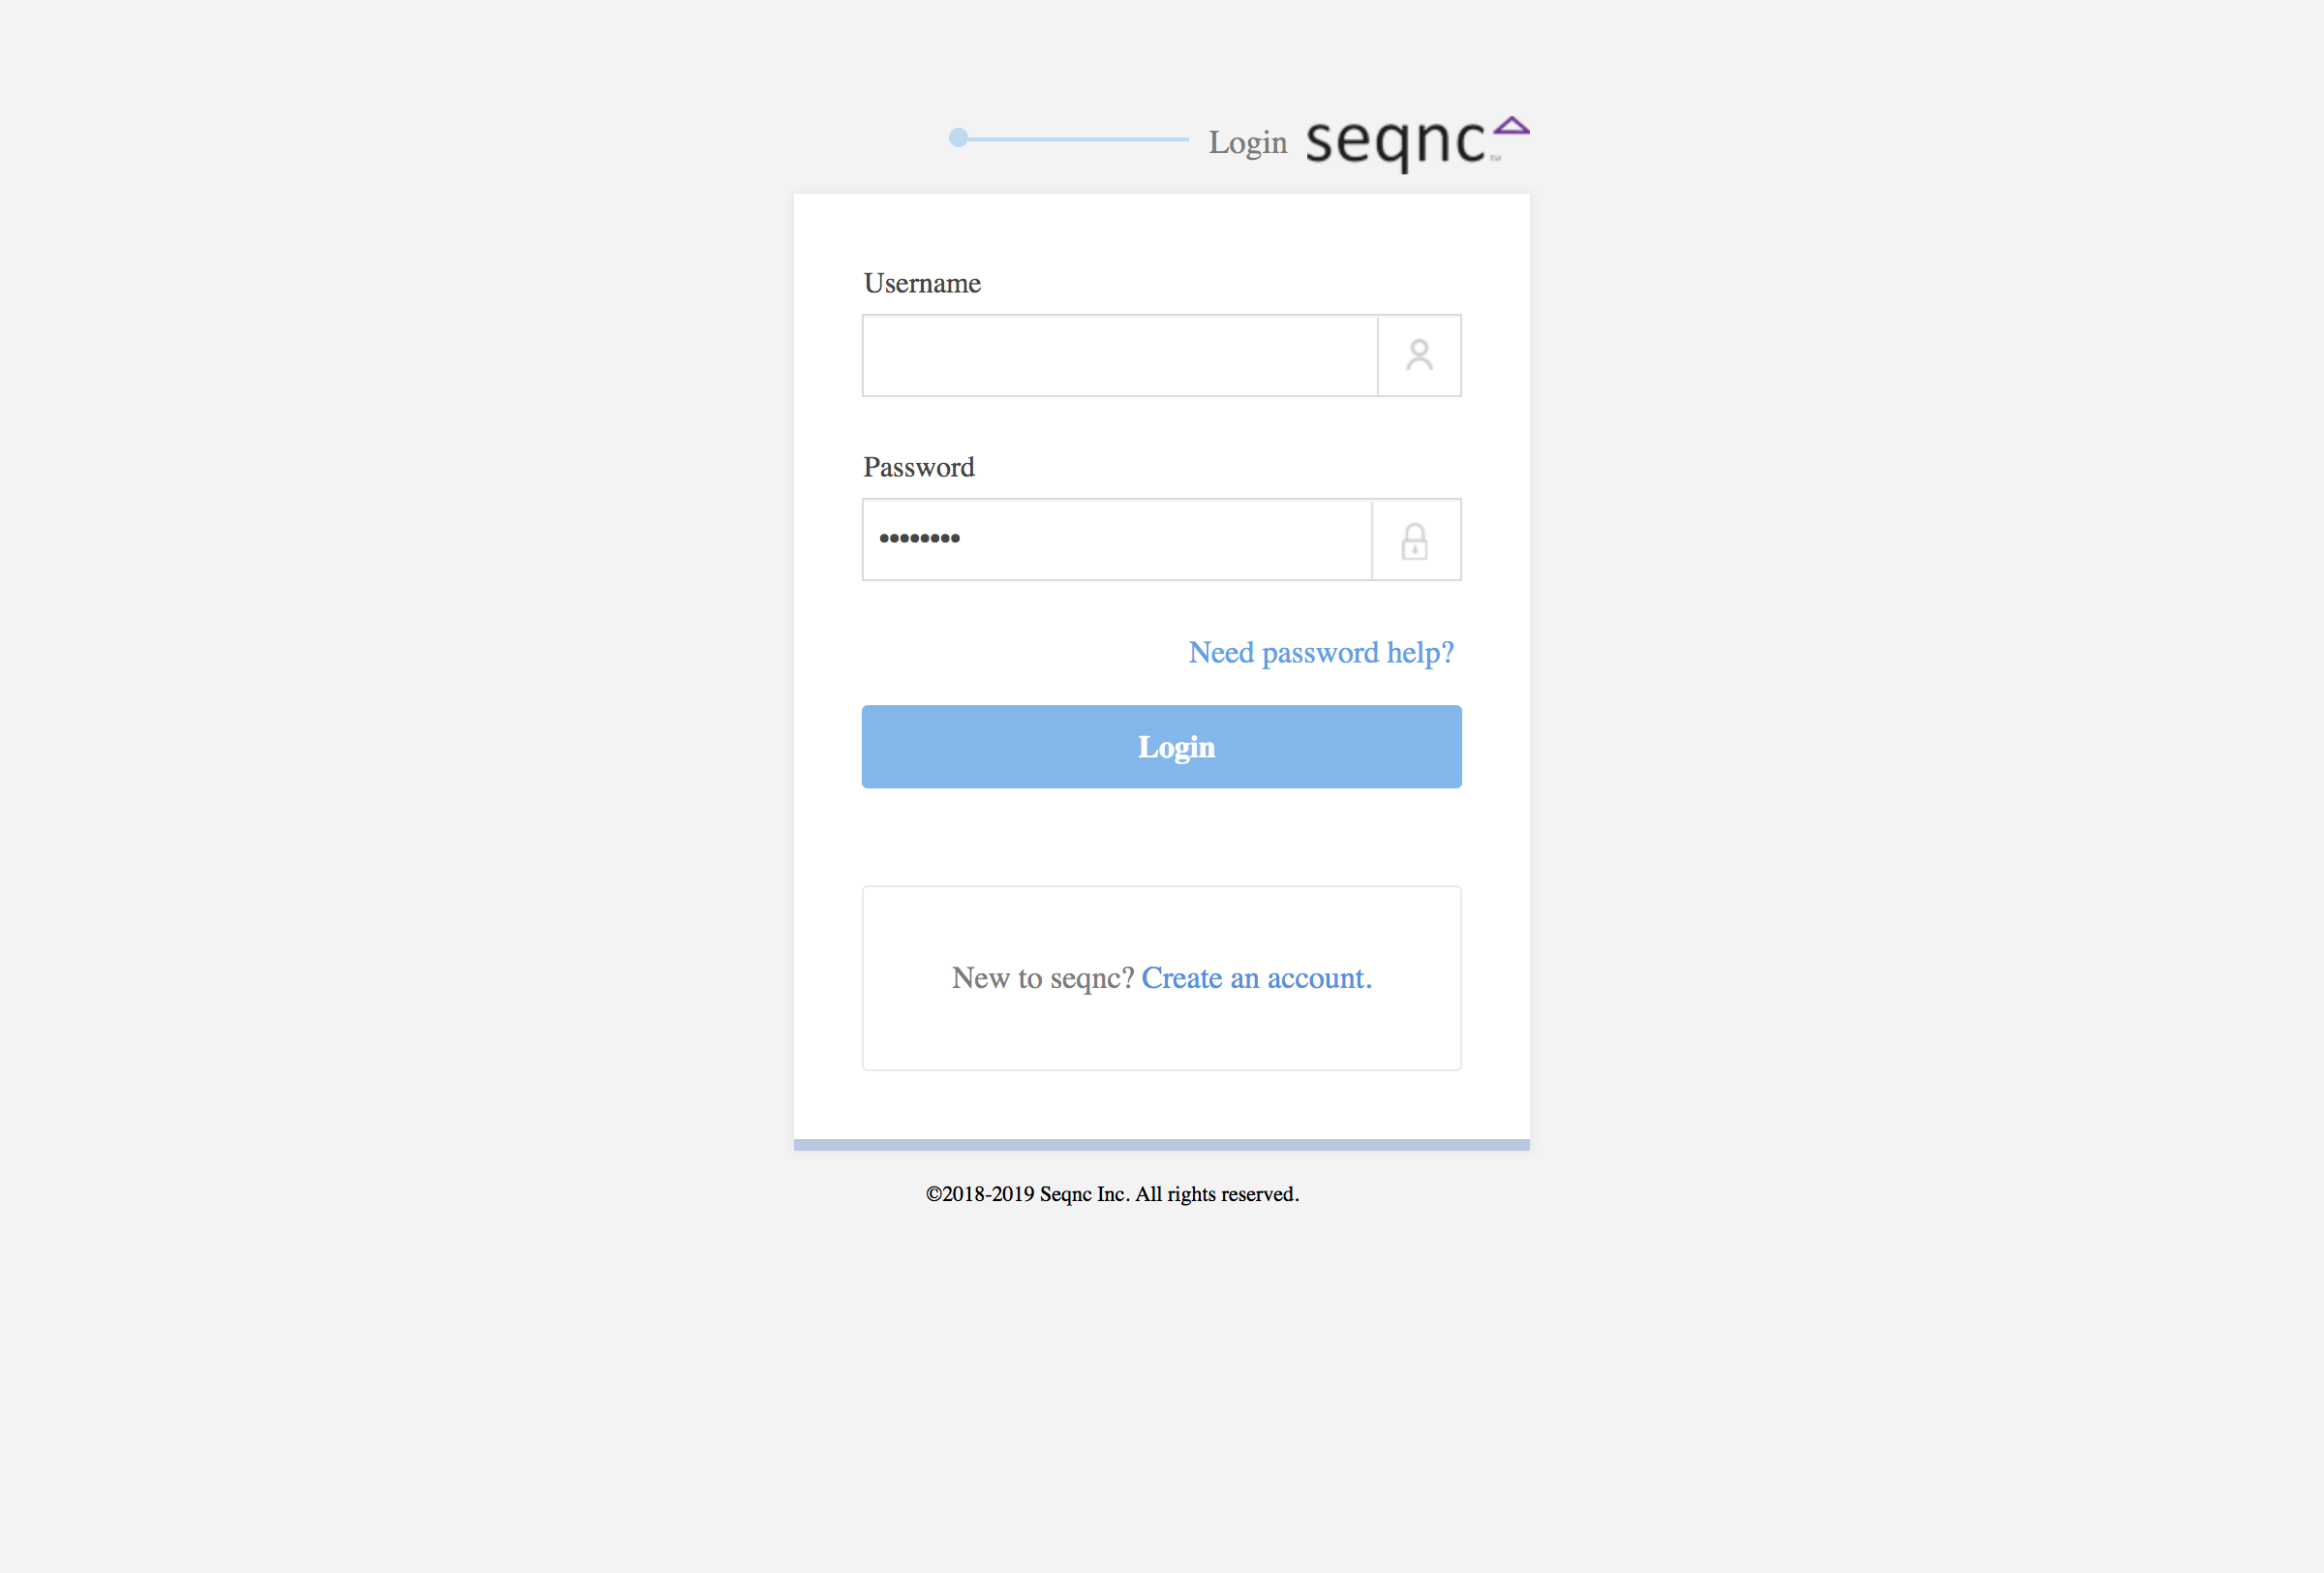 Login seqnc™
Username
Password
••••••••
Need password help?
Login
New to seqnc? Create an account.
©2018-2019 Seqnc Inc. All rights reserved.